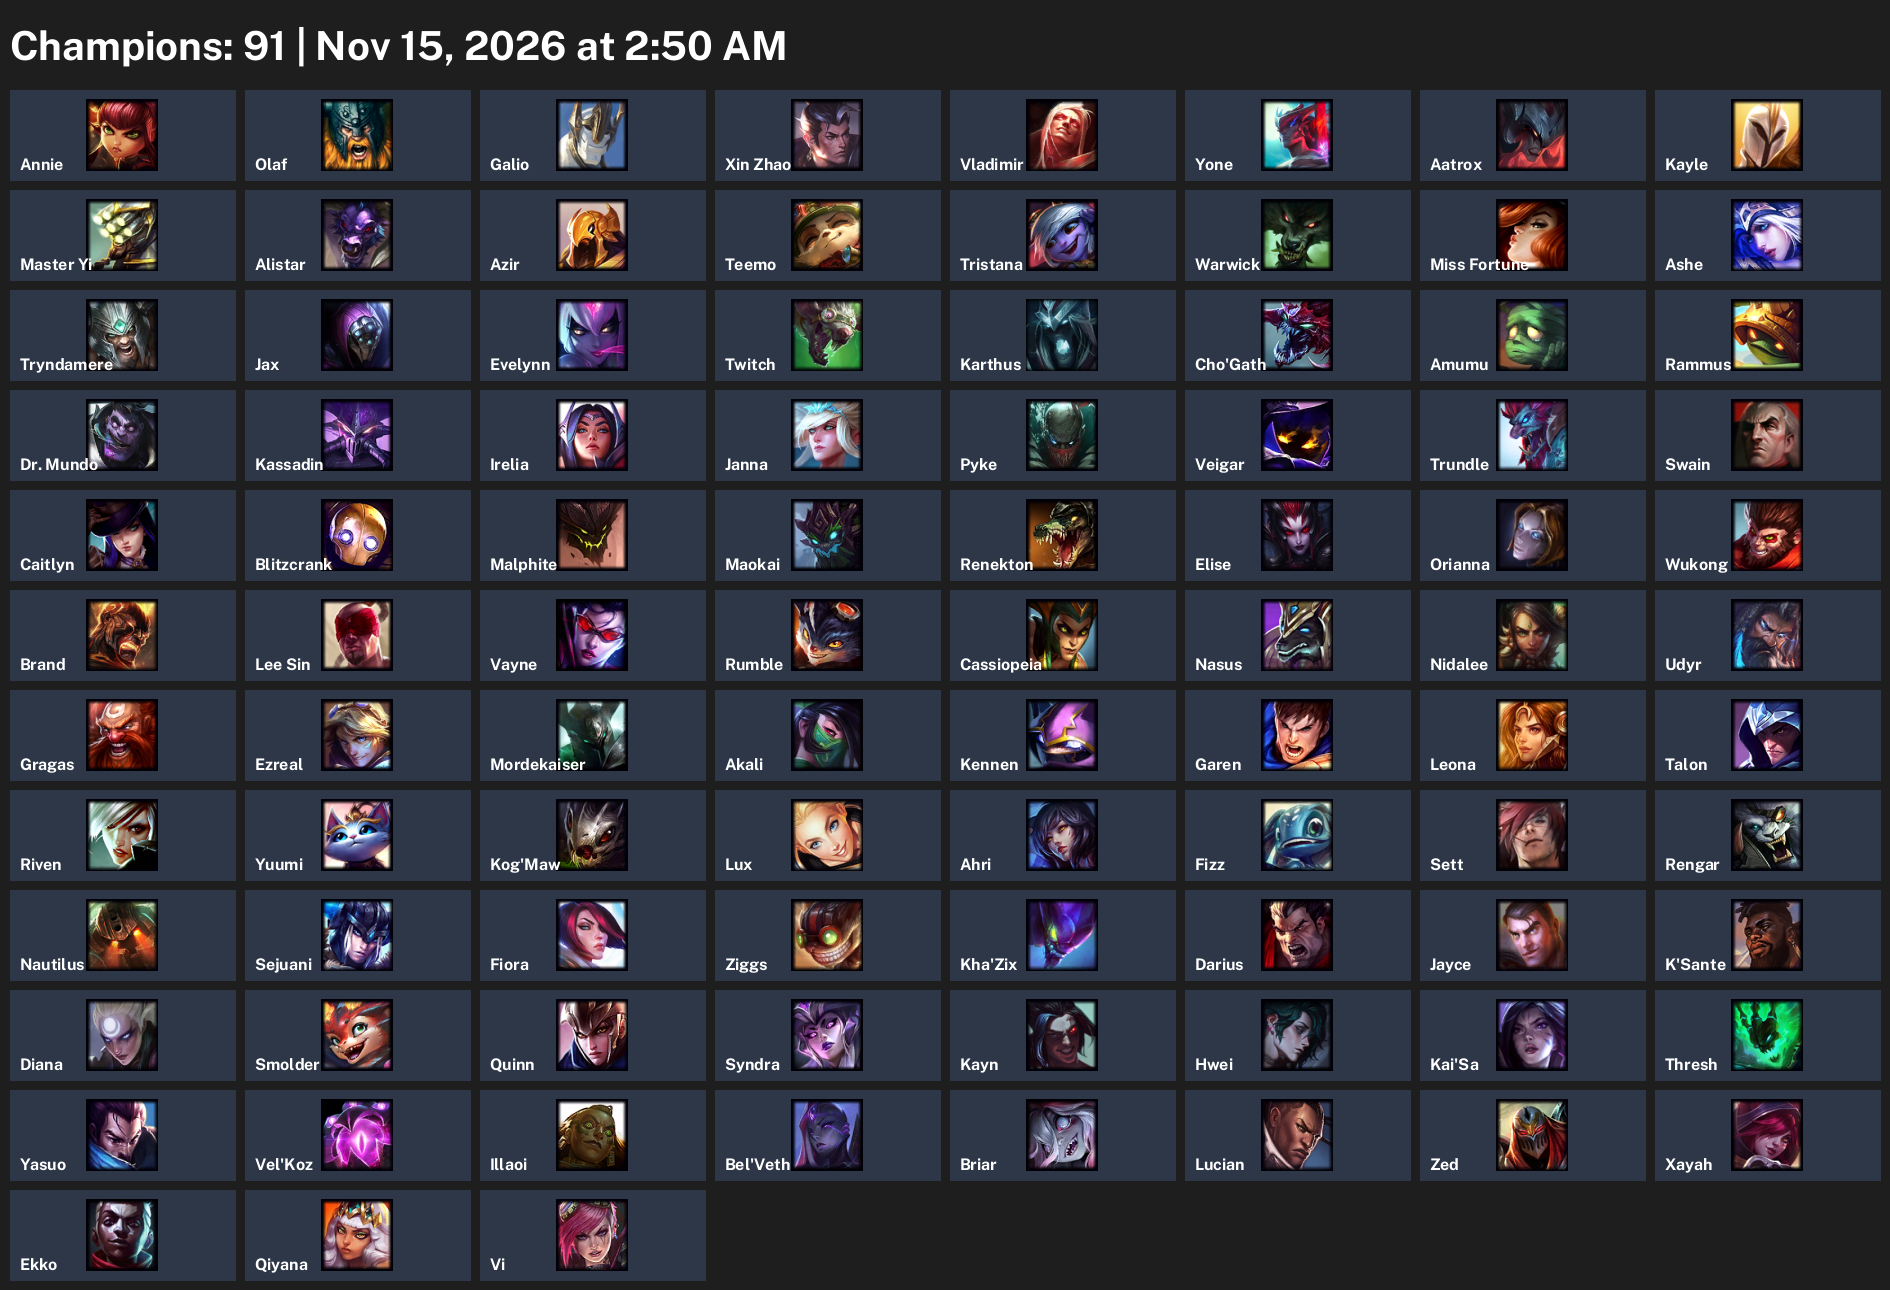 Champions: 91 | Nov 15, 2026 at 2:50 AM
Annie Olaf Galio Xin Zhao Vladimir Yone Aatrox Kayle
Master Yi Alistar Azir Teemo Tristana Warwick Miss Fortune Ashe
Tryndamere Jax Evelynn Twitch Karthus Cho'Gath Amumu Rammus
Dr. Mundo Kassadin Irelia Janna Pyke Veigar Trundle Swain
Caitlyn Blitzcrank Malphite Maokai Renekton Elise Orianna Wukong
Brand Lee Sin Vayne Rumble Cassiopeia Nasus Nidalee Udyr
Gragas Ezreal Mordekaiser Akali Kennen Garen Leona Talon
Riven Yuumi Kog'Maw Lux Ahri Fizz Sett Rengar
Nautilus Sejuani Fiora Ziggs Kha'Zix Darius Jayce K'Sante
Diana Smolder Quinn Syndra Kayn Hwei Kai'Sa Thresh
Yasuo Vel'Koz Illaoi Bel'Veth Briar Lucian Zed Xayah
Ekko Qiyana Vi